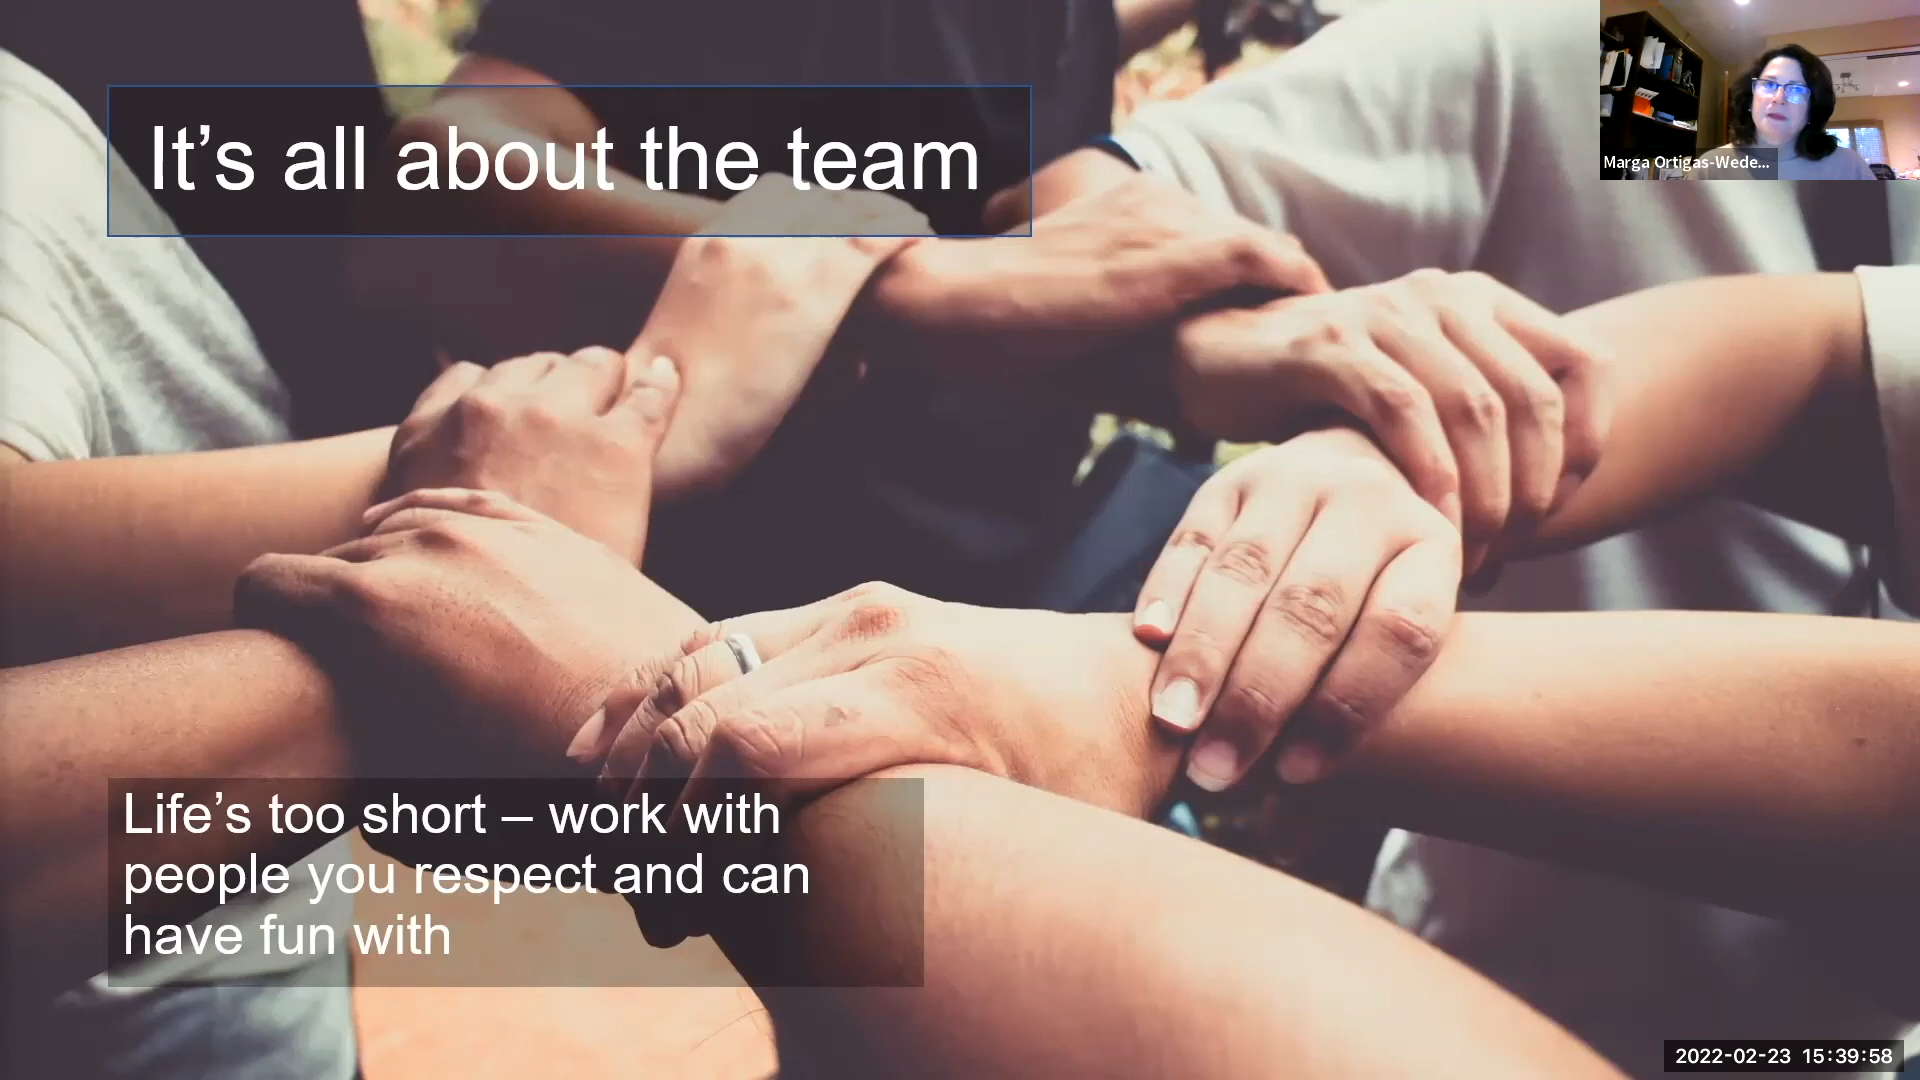 It’s all about the team
Marga Ortigas-Wede...
Life’s too short – work with
people you respect and can
have fun with
2022-02-23 15:39:58